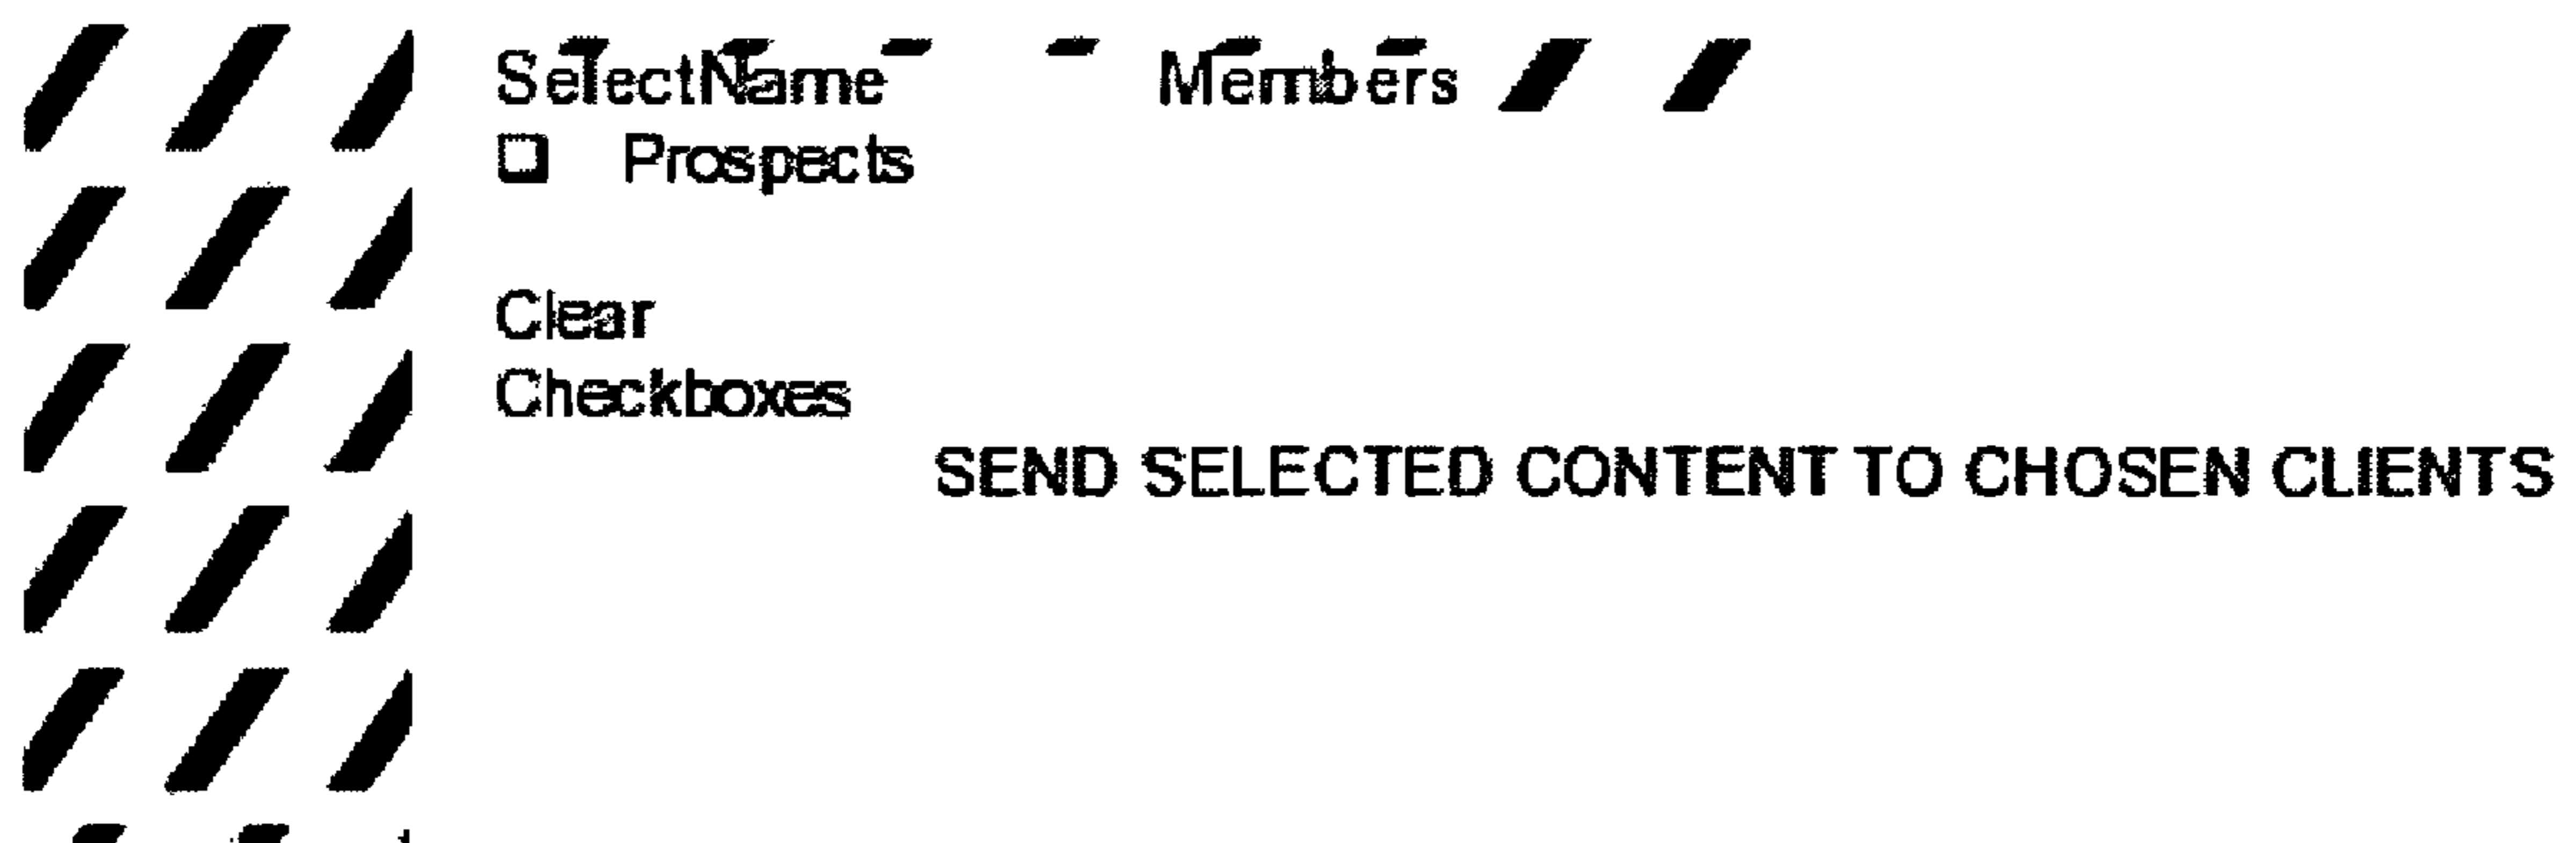 SelectName Members
Prospects
Clear
Checkboxes
SEND SELECTED CONTENT TO CHOSEN CLIENTS